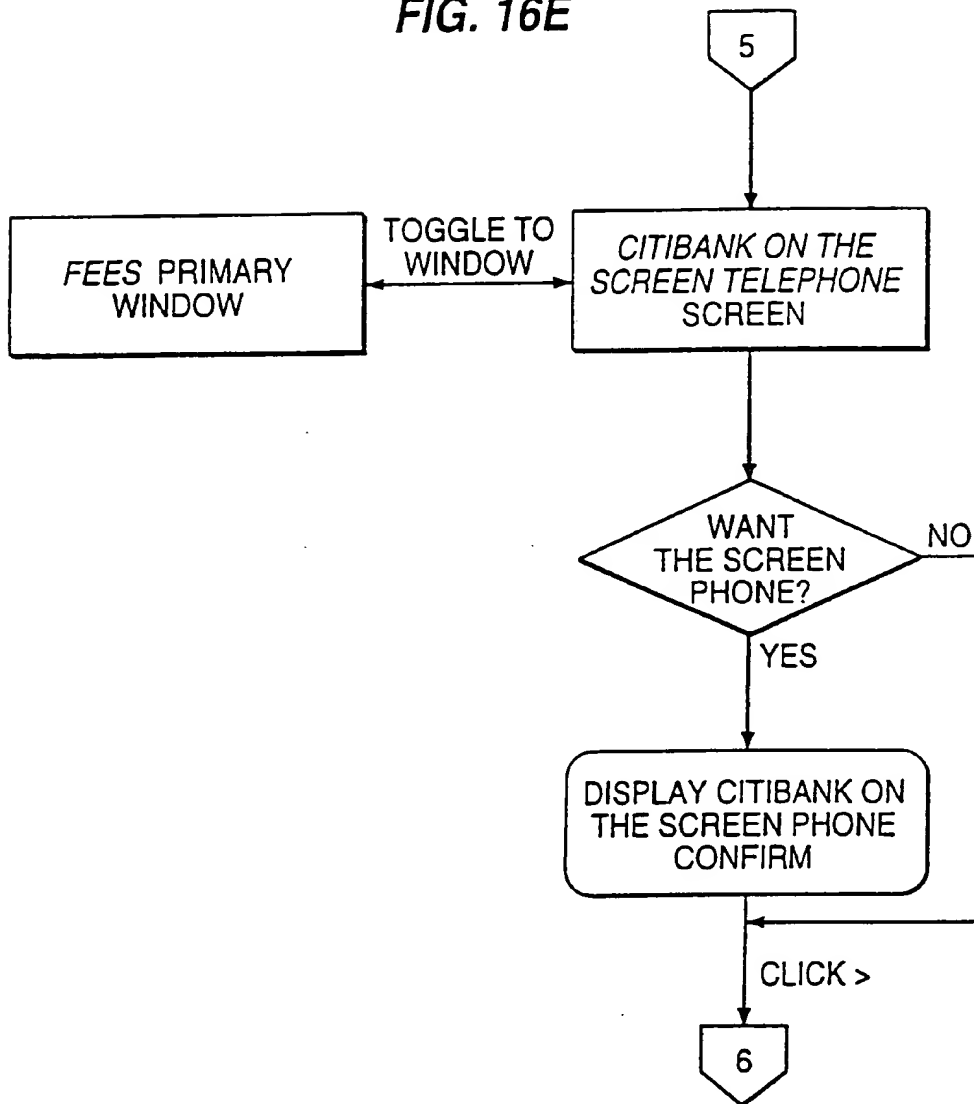 FIG. 16E
5
FEES PRIMARY
WINDOW
TOGGLE TO
WINDOW
CITIBANK ON THE
SCREEN TELEPHONE
SCREEN
WANT
THE SCREEN
PHONE?
NO
YES
DISPLAY CITIBANK ON
THE SCREEN PHONE
CONFIRM
CLICK >
6